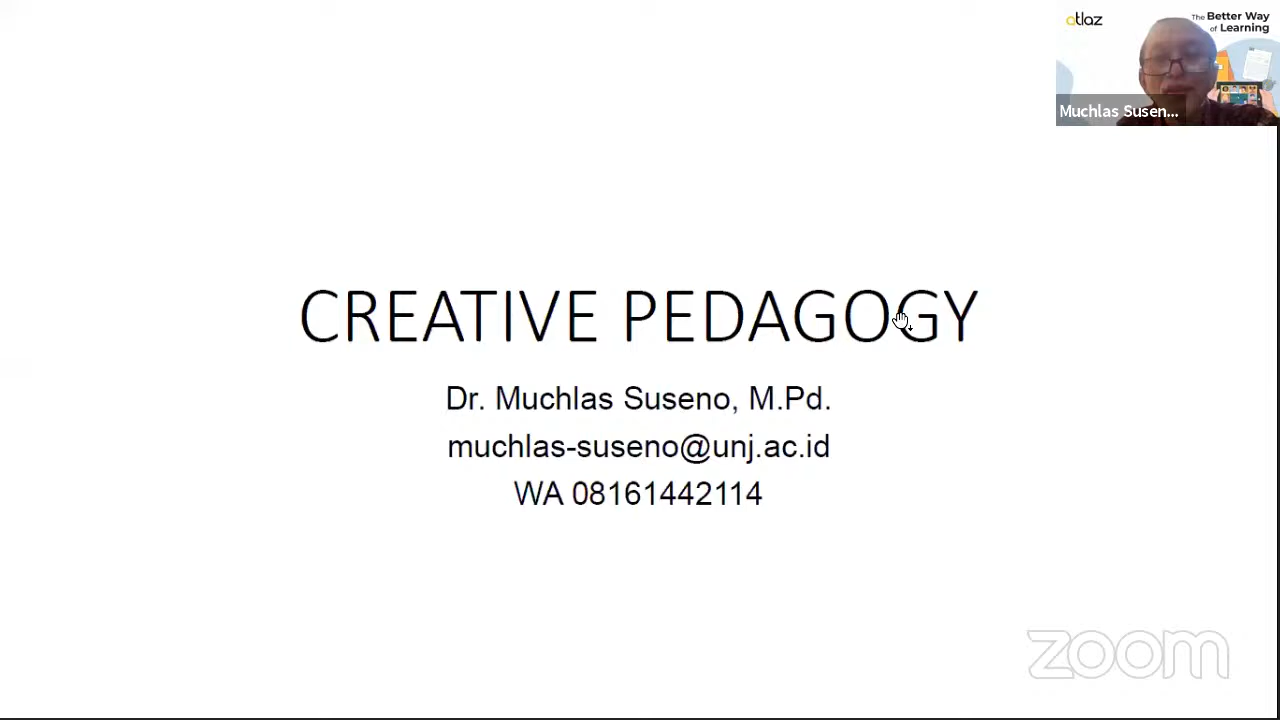 atlaz
The Better Way
of Learning
Muchlas Susen...
CREATIVE PEDAGOGY
Dr. Muchlas Suseno, M.Pd.
muchlas-suseno@unj.ac.id
WA 08161442114
zoom